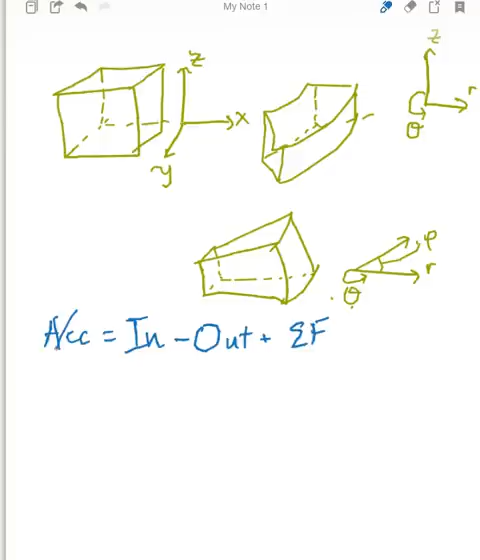 My Note 1
z
x
y
z
r
θ
φ
r
θ
Acc = In - Out + ΣF